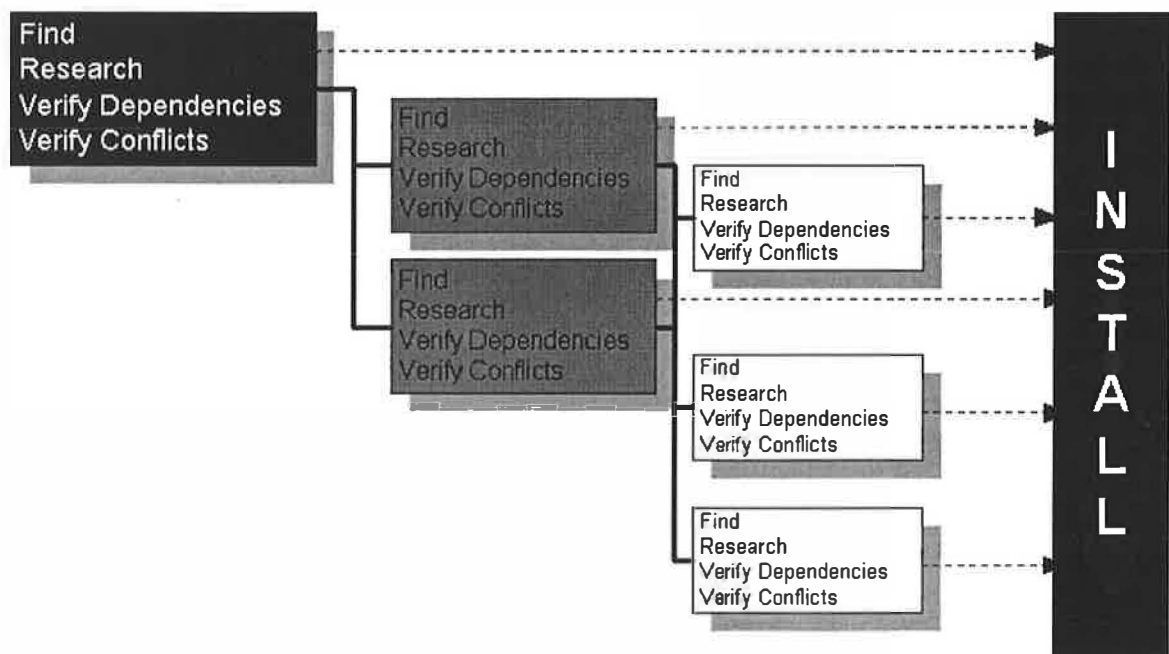 Find
Research
Verify Dependencies
Verify Conflicts
Find
Research
Verify Dependencies
Verify Conflicts
Find
Research
Verify Dependencies
Verify Conflicts
Find
Research
Verify Dependencies
Verify Conflicts
Find
Research
Verify Dependencies
Verify Conflicts
Find
Research
Verify Dependencies
Verify Conflicts
INSTALL